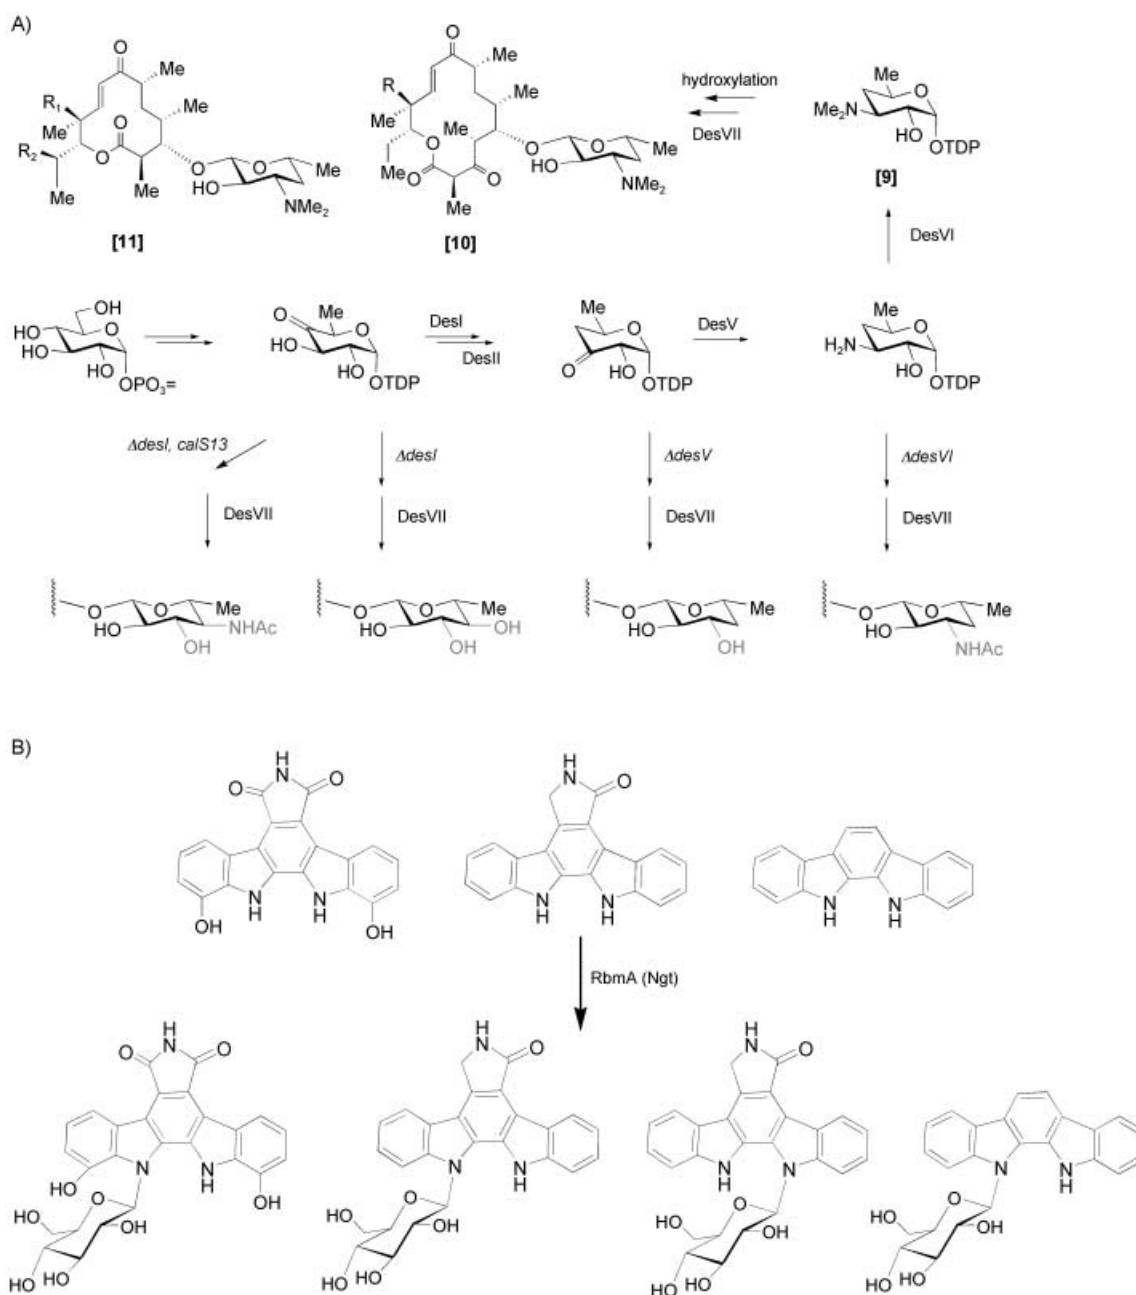 A)
O
Me
R₁
Me
Me
O
R₂
O
O
O
Me
HO
Me
Me
NMe₂
[11]
O
Me
R
Me
Me
Me
O
O
O
Me
HO
Me
O
O
NMe₂
Me
[10]
hydroxylation
DesVII
Me
O
Me₂N
HO
OTDP
[9]
DesVI
OH
HO
O
HO
HO
OPO₃=
O
Me
O
HO
HO
OTDP
DesI
DesII
Me
O
O
HO
OTDP
DesV
Me
O
H₂N
HO
OTDP
ΔdesI, calS13
DesVII
ΔdesI
DesVII
ΔdesV
DesVII
ΔdesVI
DesVII
O
O
Me
HO
NHAc
OH
O
O
Me
HO
OH
OH
O
O
Me
HO
OH
O
O
Me
HO
NHAc
B)
H
N
O
O
N
H
N
H
OH
OH
H
N
O
N
H
N
H
N
H
N
H
RbmA (Ngt)
H
N
O
O
N
N
H
HO
OH
O
HO
OH
HO
HO
H
N
O
N
N
H
O
HO
OH
HO
HO
H
N
O
N
H
N
O
HO
OH
HO
HO
N
N
H
O
HO
OH
HO
HO